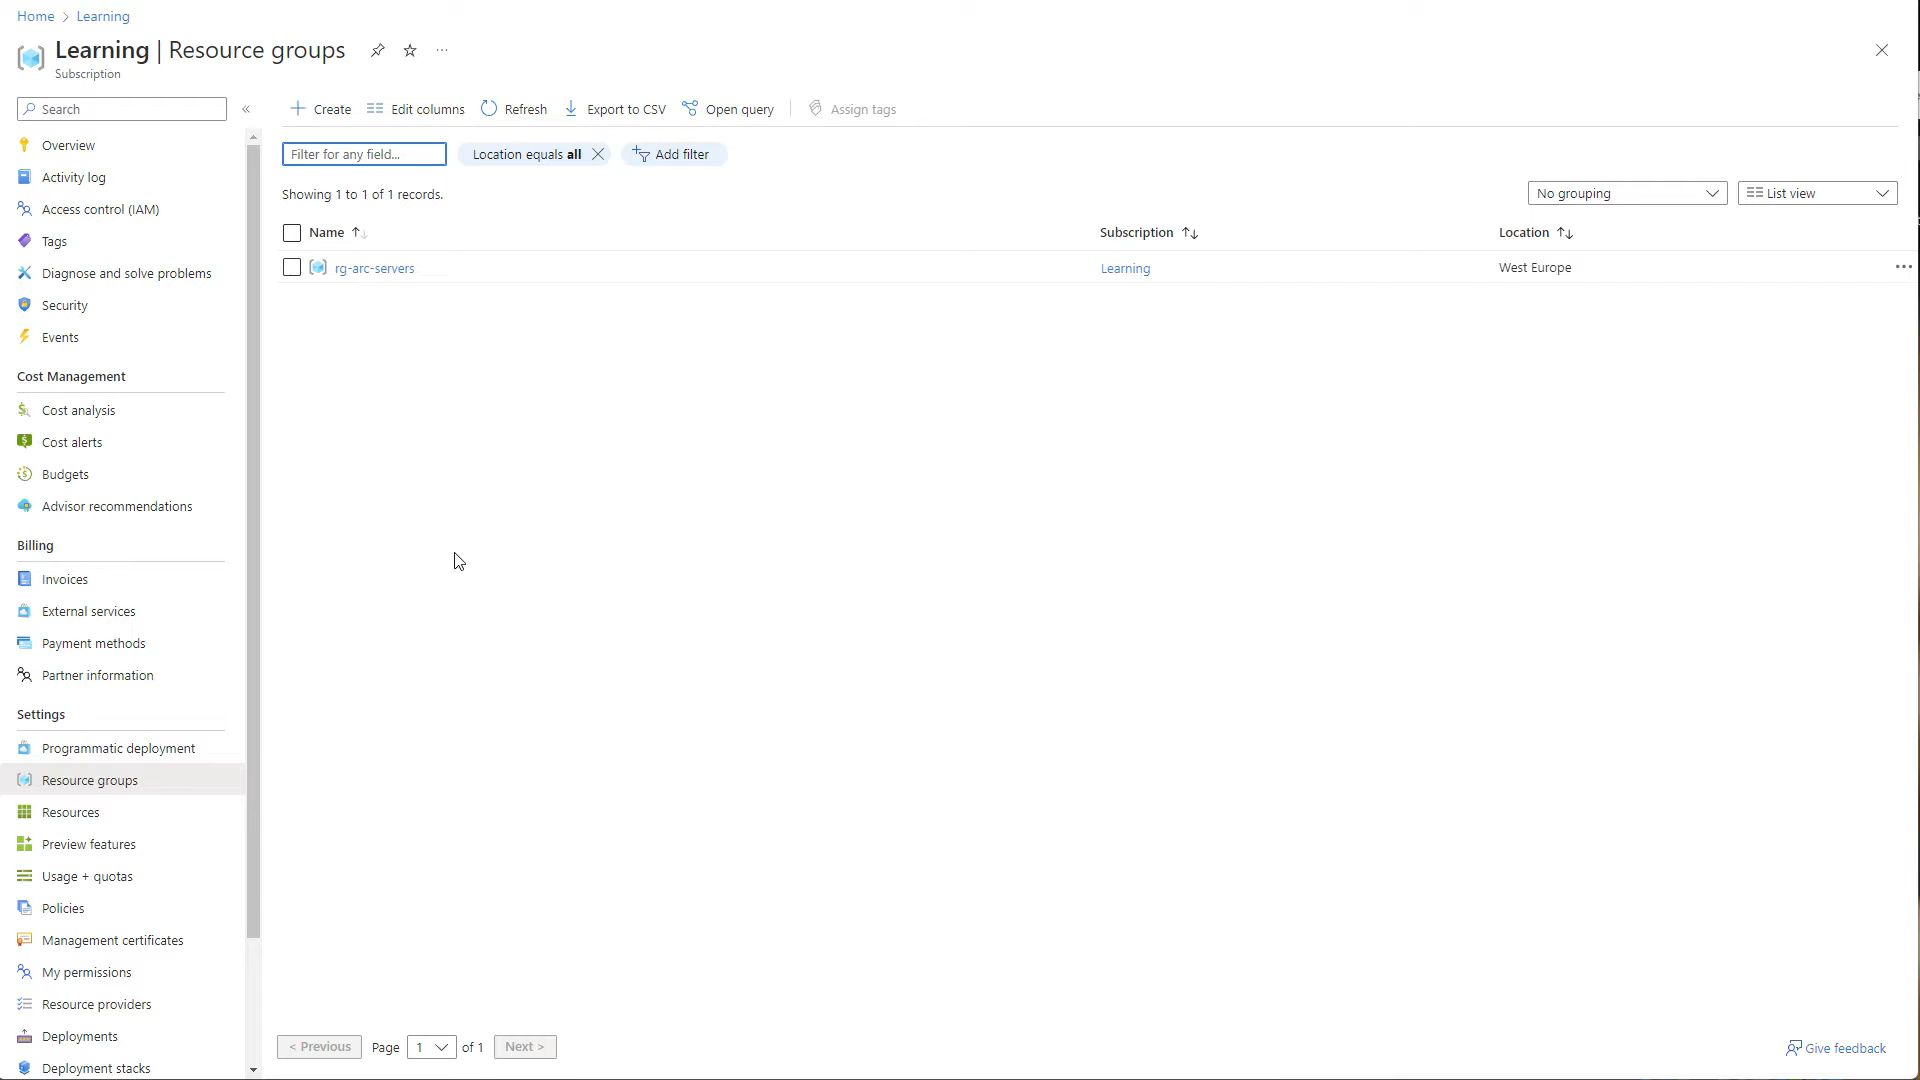 Home > Learning
Learning | Resource groups
Subscription
Search
Overview
Activity log
Access control (IAM)
Tags
Diagnose and solve problems
Security
Events
Cost Management
Cost analysis
Cost alerts
Budgets
Advisor recommendations
Billing
Invoices
External services
Payment methods
Partner information
Settings
Programmatic deployment
Resource groups
Resources
Preview features
Usage + quotas
Policies
Management certificates
My permissions
Resource providers
Deployments
Deployment stacks
Create Edit columns Refresh Export to CSV Open query Assign tags
Filter for any field... Location equals all Add filter
Showing 1 to 1 of 1 records. No grouping List view
Name Subscription Location
rg-arc-servers Learning West Europe
< Previous Page 1 of 1 Next >
Give feedback